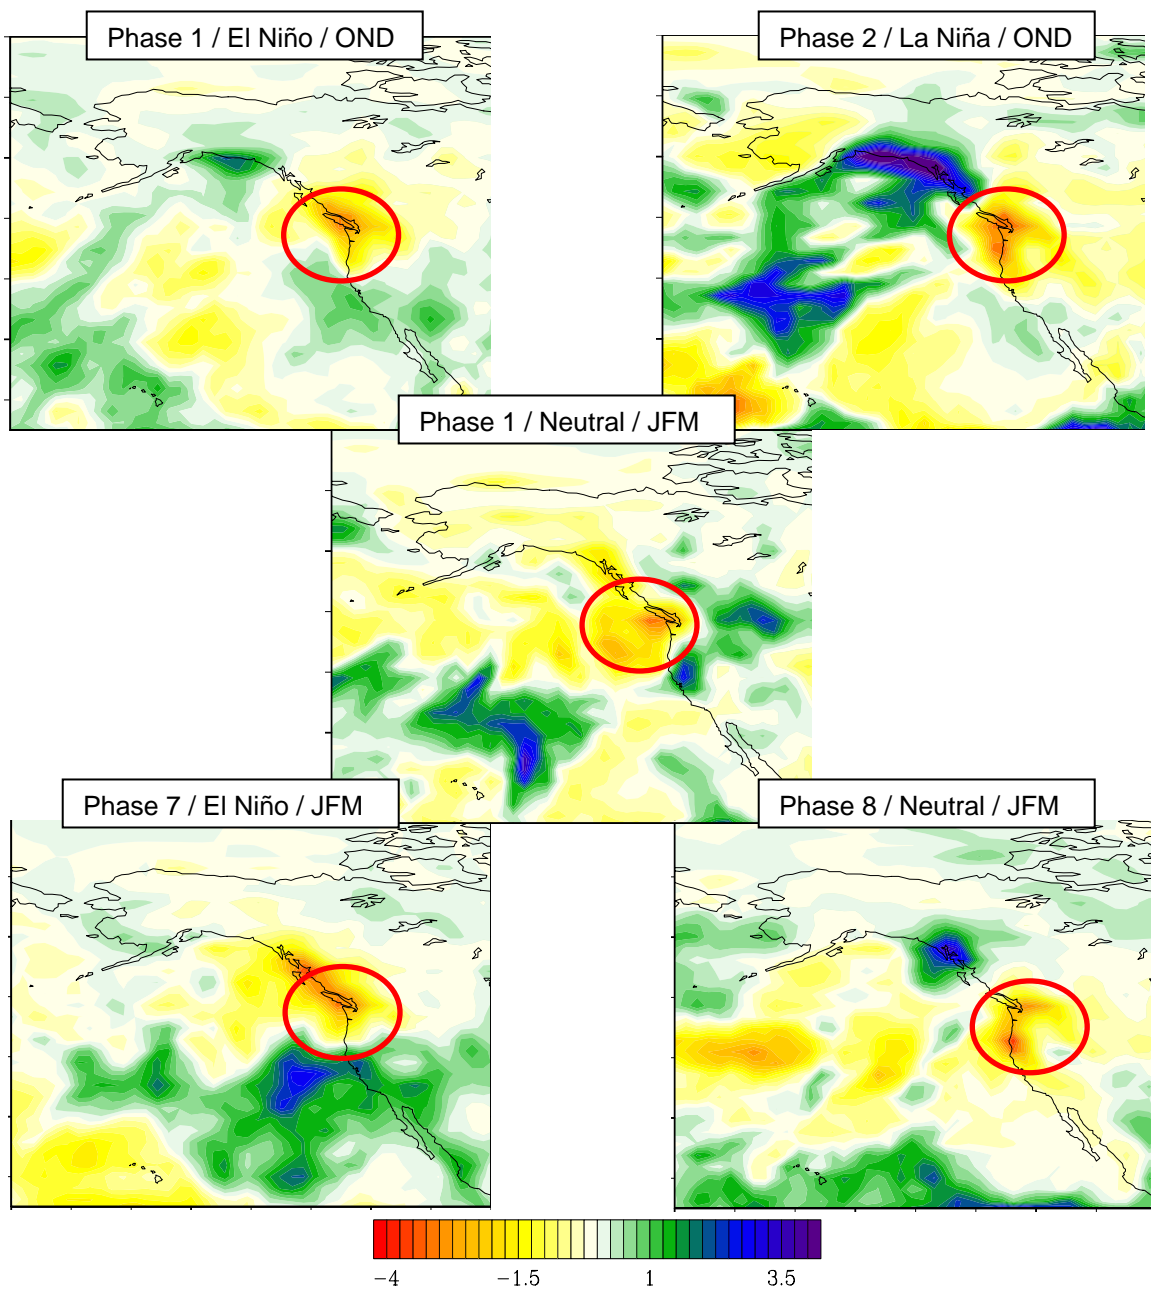 Phase 1 / El Niño / OND
Phase 2 / La Niña / OND
Phase 1 / Neutral / JFM
Phase 7 / El Niño / JFM
Phase 8 / Neutral / JFM
−4 −1.5 1 3.5